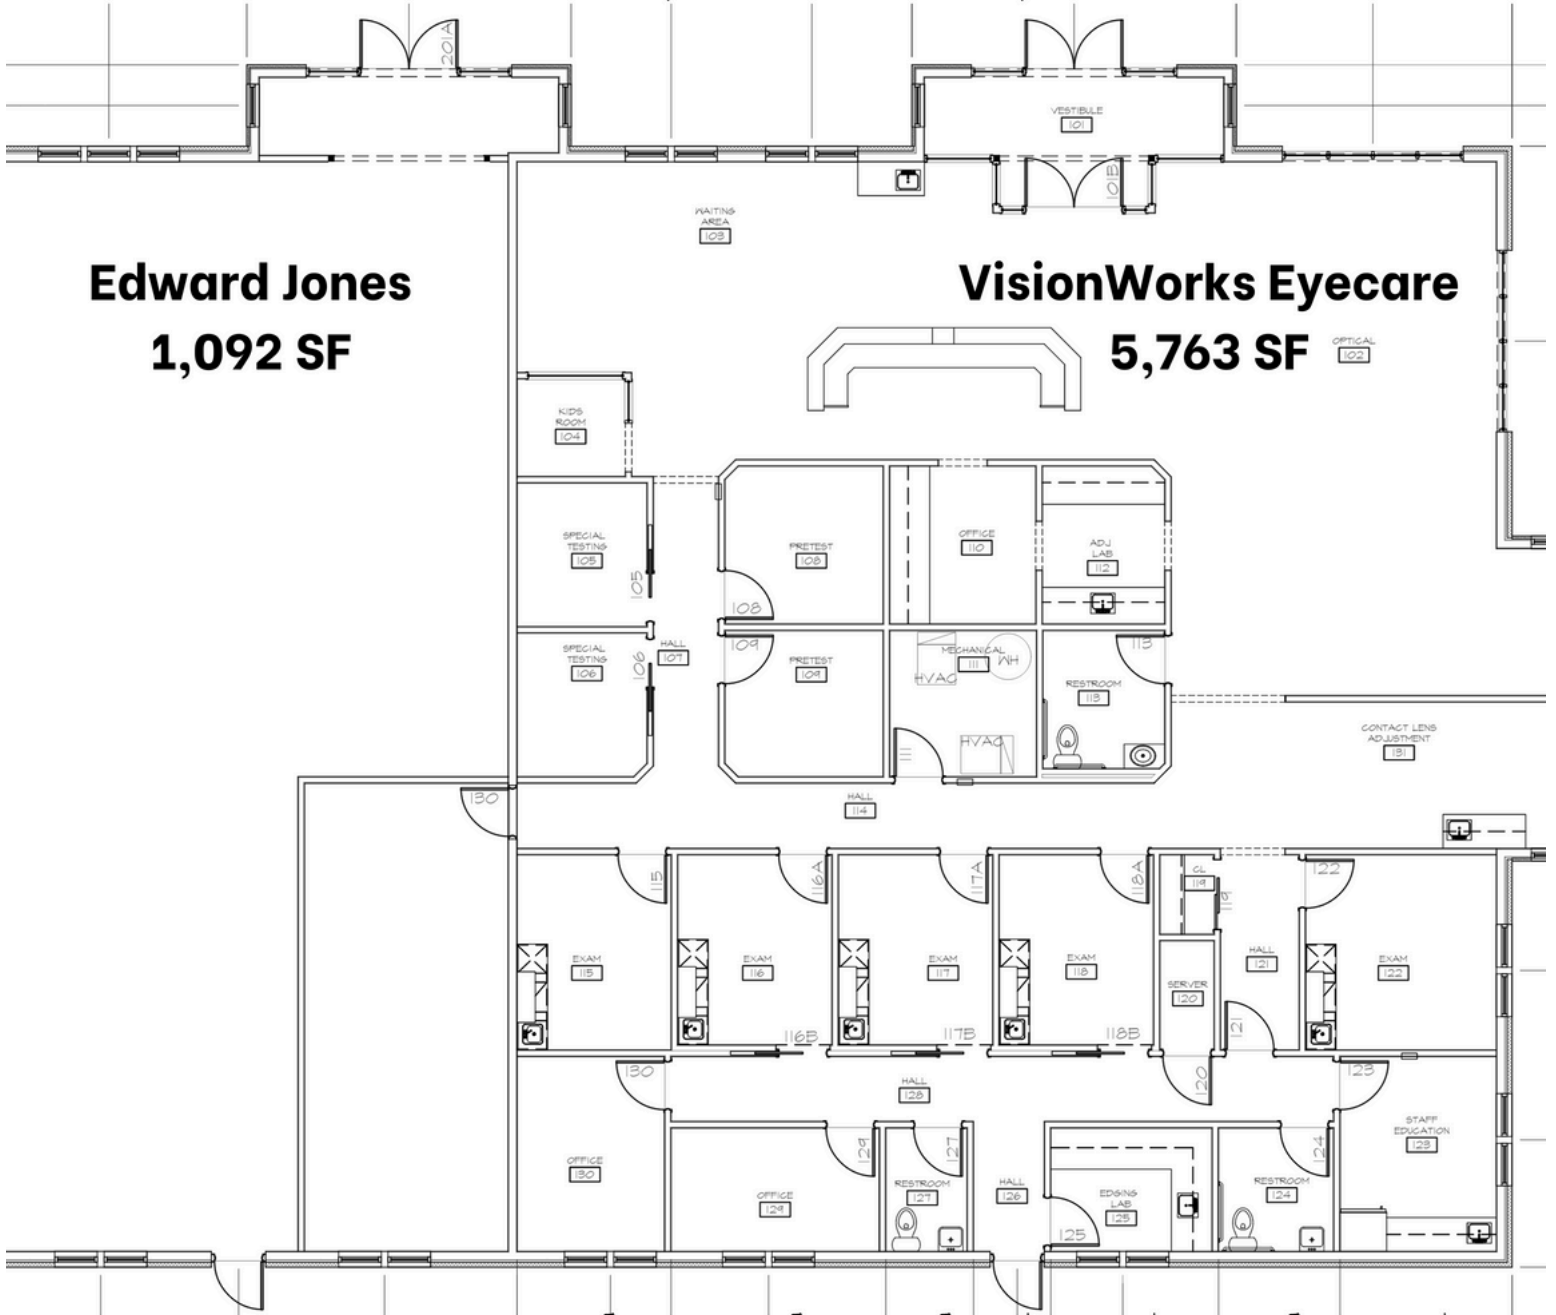 201A
VESTIBULE
101
101B
WAITING
AREA
103
Edward Jones
1,092 SF
VisionWorks Eyecare
5,763 SF
OPTICAL
102
KIDS
ROOM
104
SPECIAL
TESTING
105
105
PRETEST
108
108
OFFICE
110
ADJ
LAB
112
SPECIAL
TESTING
106
106
HALL
107
109
PRETEST
109
MECHANICAL
111
WH
HVAC
HVAC
111
113
RESTROOM
113
CONTACT LENS
ADJUSTMENT
131
130
HALL
114
115
116A
117A
118A
CL
119
119
122
EXAM
115
EXAM
116
EXAM
117
EXAM
118
SERVER
120
HALL
121
EXAM
122
116B
117B
118B
121
130
HALL
128
120
123
STAFF
EDUCATION
123
OFFICE
130
129
127
124
OFFICE
129
RESTROOM
127
HALL
126
EDGING
LAB
125
125
RESTROOM
124